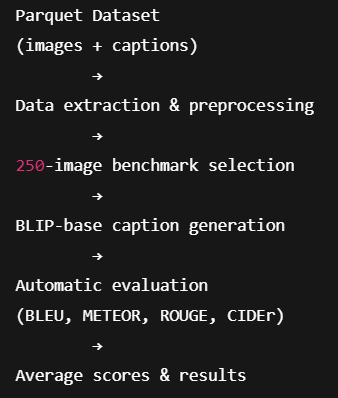 Parquet Dataset
(images + captions)
→
Data extraction & preprocessing
→
250-image benchmark selection
→
BLIP-base caption generation
→
Automatic evaluation
(BLEU, METEOR, ROUGE, CIDEr)
→
Average scores & results